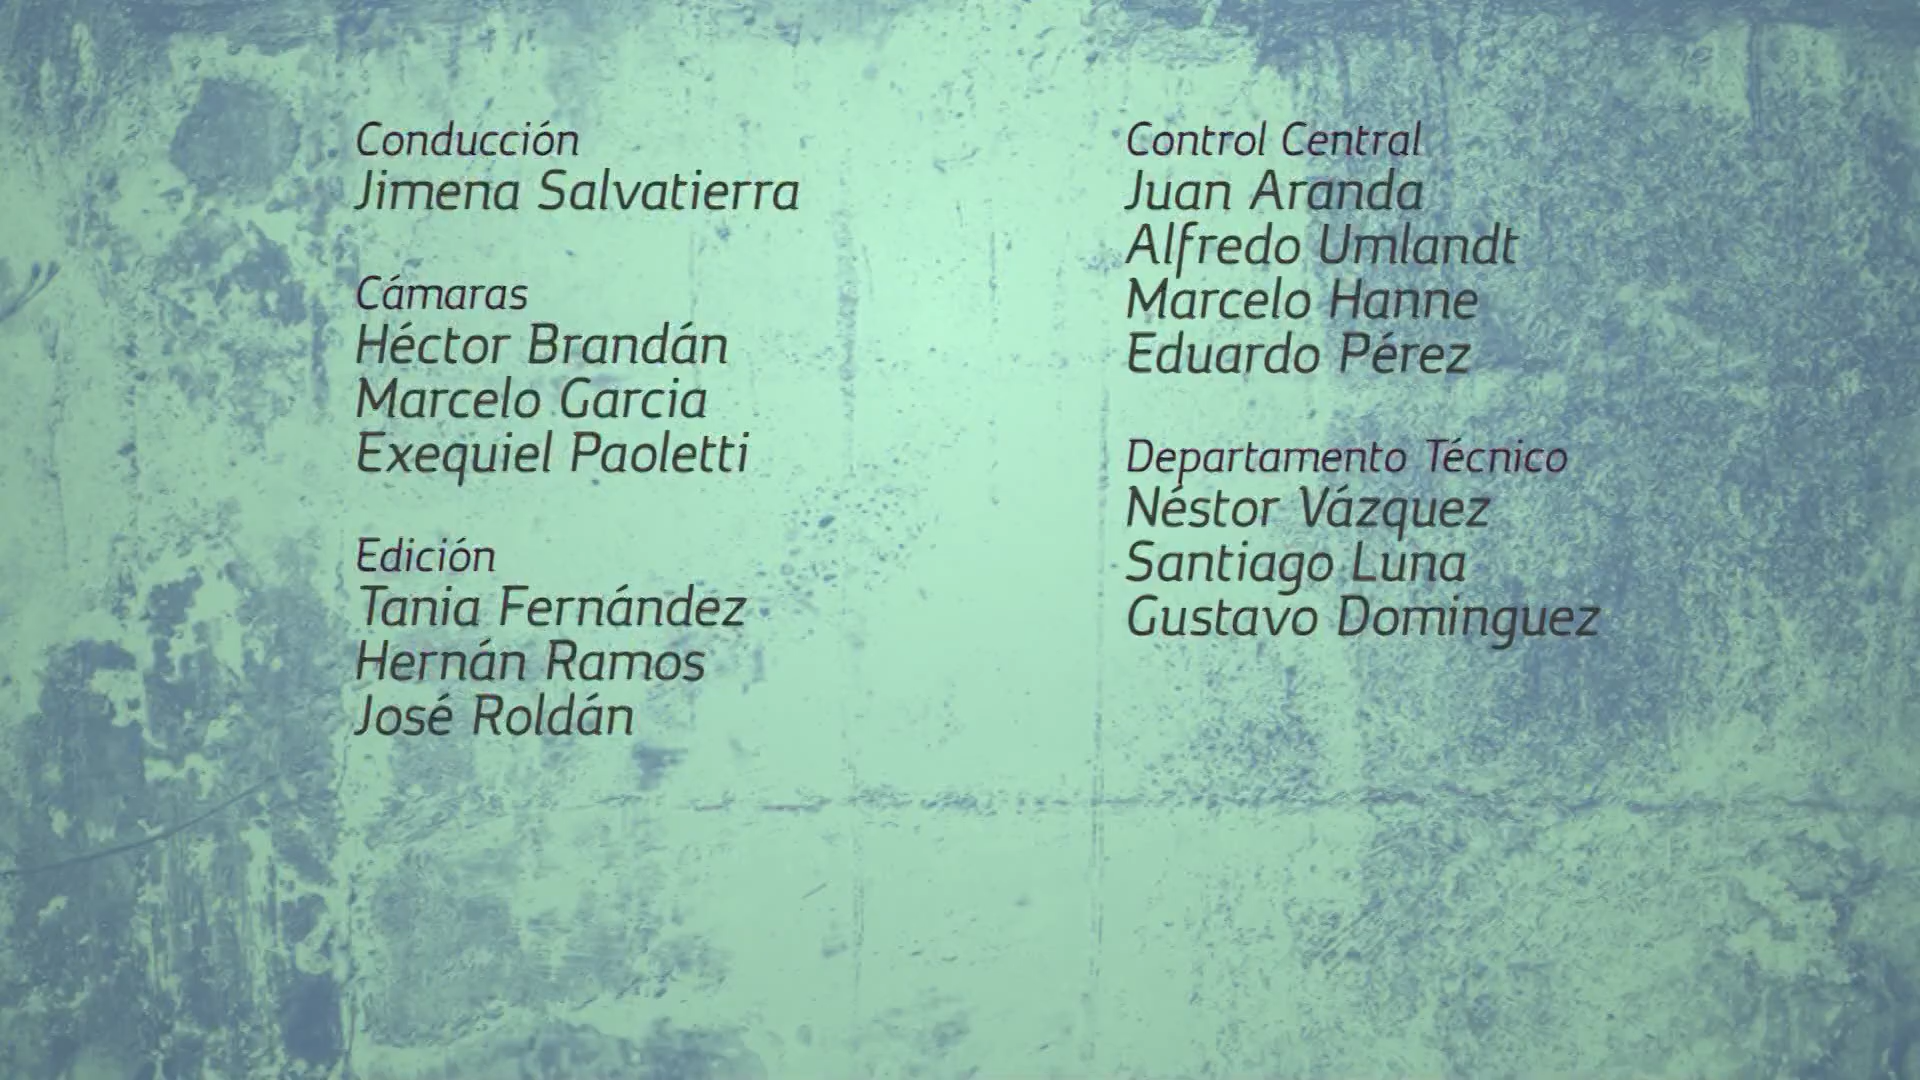 Conducción
Jimena Salvatierra
Cámaras
Héctor Brandán
Marcelo Garcia
Exequiel Paoletti
Edición
Tania Fernández
Hernán Ramos
José Roldán
Control Central
Juan Aranda
Alfredo Umlandt
Marcelo Hanne
Eduardo Pérez
Departamento Técnico
Néstor Vázquez
Santiago Luna
Gustavo Dominguez